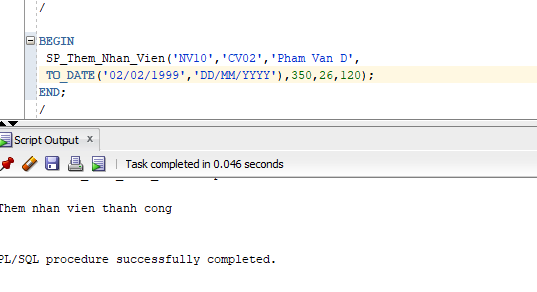 /
BEGIN
SP_Them_Nhan_Vien('NV10','CV02','Pham Van D',
TO_DATE('02/02/1999','DD/MM/YYYY'),350,26,120);
END;
/
Script Output x
Task completed in 0.046 seconds
Them nhan vien thanh cong
PL/SQL procedure successfully completed.